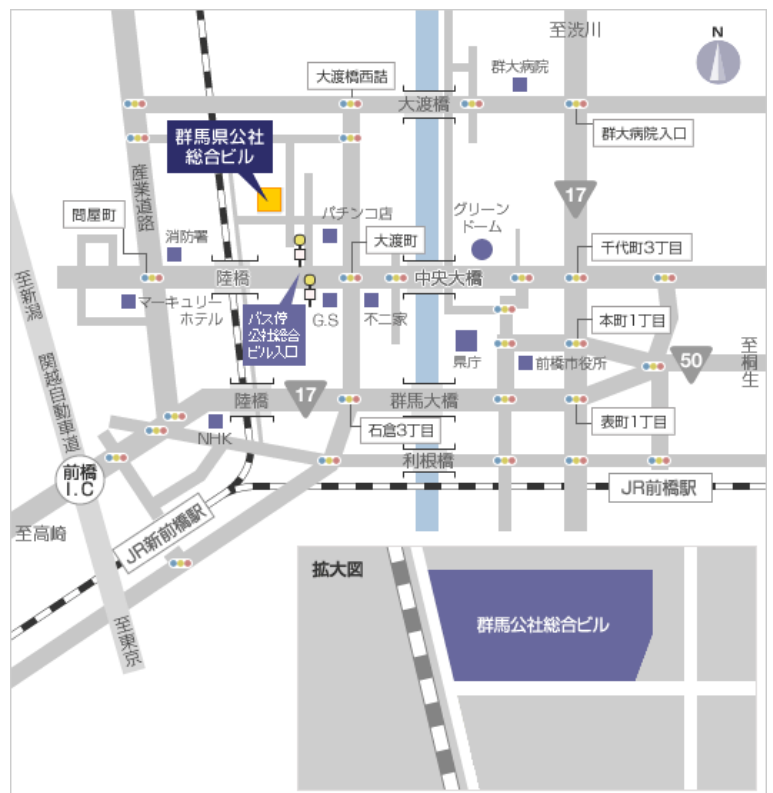 至渋川
N
群大病院
大渡橋西詰
大渡橋
群馬県公社
総合ビル
群大病院入口
産業道路
17
問屋町
消防署
パチンコ店
グリーン
ドーム
大渡町
千代町3丁目
至新潟
陸橋
中央大橋
マーキュリー
ホテル
バス停
公社総合
ビル入口
G.S
不二家
県庁
前橋市役所
本町1丁目
至桐生
50
関越自動車道
陸橋
17
群馬大橋
NHK
石倉3丁目
表町1丁目
前橋
I.C
利根橋
JR前橋駅
至高崎
JR新前橋駅
至東京
拡大図
群馬公社総合ビル